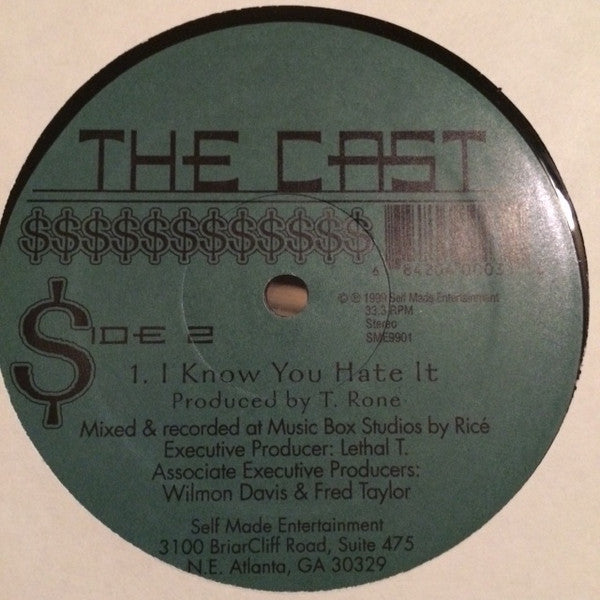 THE CAST
$$$$$$$$$$$$$
© ℗ 1999 Self Made Entertainment
33.3 RPM
Stereo
SME9901
$IDE 2
1. I Know You Hate It
Produced by T. Rone
Mixed & recorded at Music Box Studios by Ricé
Executive Producer: Lethal T.
Associate Executive Producers:
Wilmon Davis & Fred Taylor
Self Made Entertainment
3100 BriarCliff Road, Suite 475
N.E. Atlanta, GA 30329